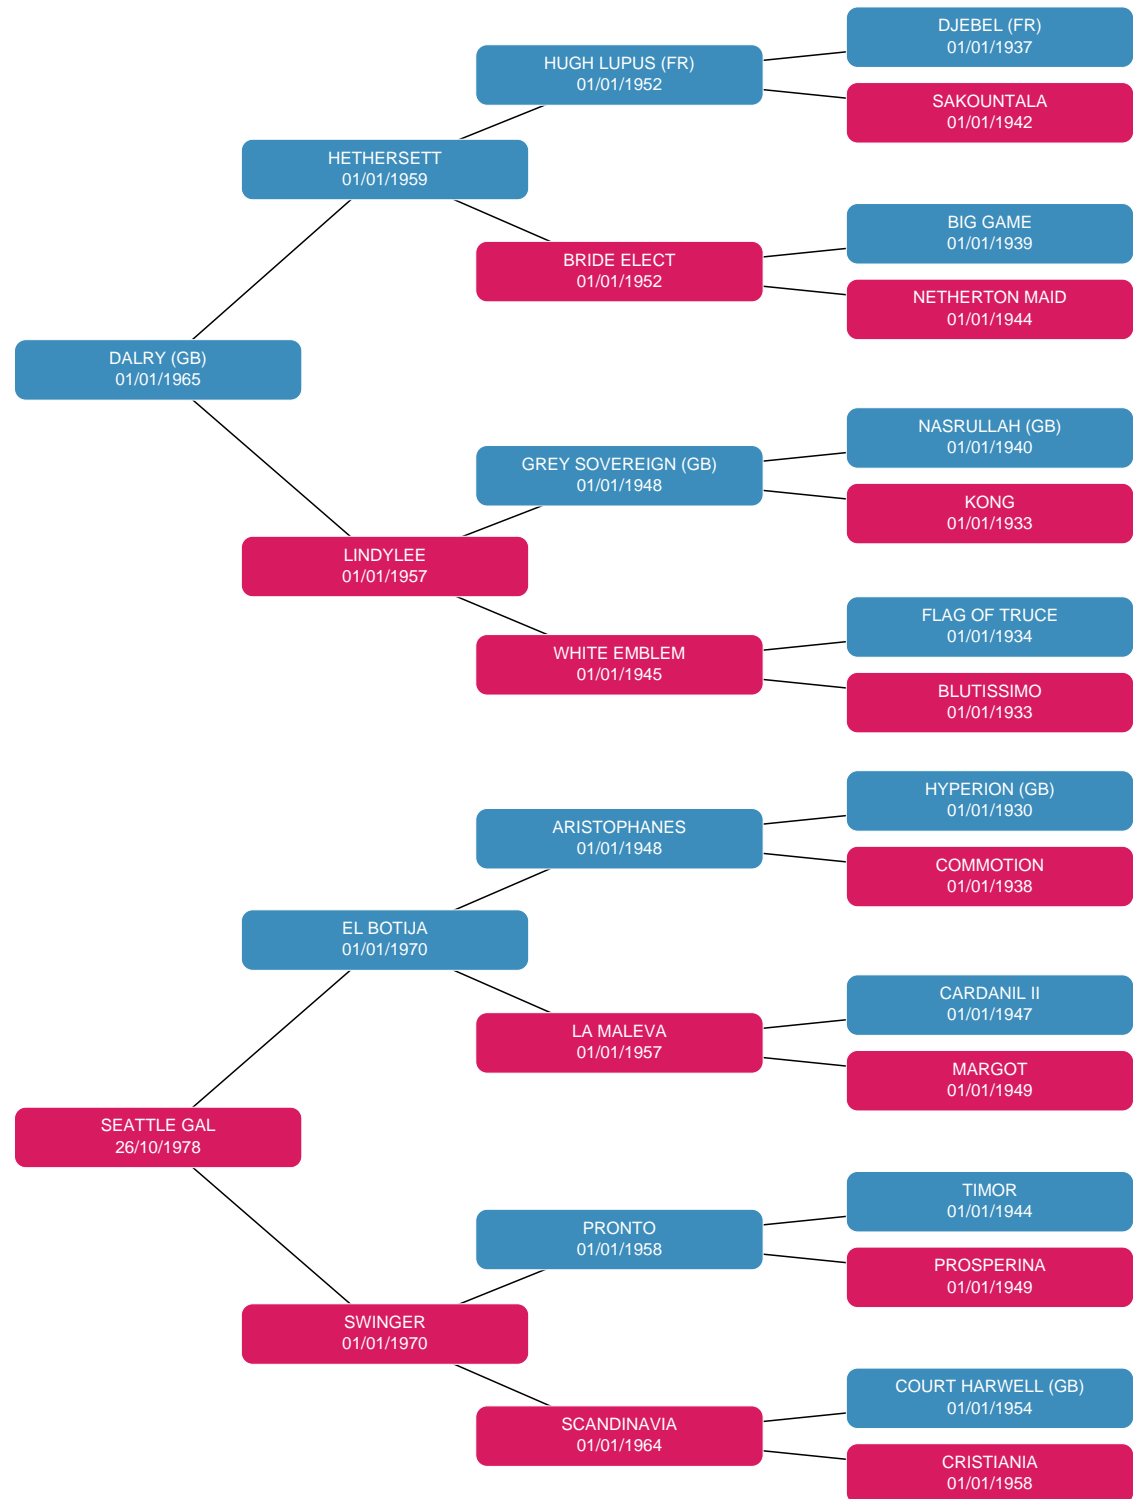 DJEBEL (FR)
01/01/1937
HUGH LUPUS (FR)
01/01/1952
SAKOUNTALA
01/01/1942
HETHERSETT
01/01/1959
BIG GAME
01/01/1939
BRIDE ELECT
01/01/1952
NETHERTON MAID
01/01/1944
DALRY (GB)
01/01/1965
NASRULLAH (GB)
01/01/1940
GREY SOVEREIGN (GB)
01/01/1948
KONG
01/01/1933
LINDYLEE
01/01/1957
FLAG OF TRUCE
01/01/1934
WHITE EMBLEM
01/01/1945
BLUTISSIMO
01/01/1933
HYPERION (GB)
01/01/1930
ARISTOPHANES
01/01/1948
COMMOTION
01/01/1938
EL BOTIJA
01/01/1970
CARDANIL II
01/01/1947
LA MALEVA
01/01/1957
MARGOT
01/01/1949
SEATTLE GAL
26/10/1978
TIMOR
01/01/1944
PRONTO
01/01/1958
PROSPERINA
01/01/1949
SWINGER
01/01/1970
COURT HARWELL (GB)
01/01/1954
SCANDINAVIA
01/01/1964
CRISTIANIA
01/01/1958